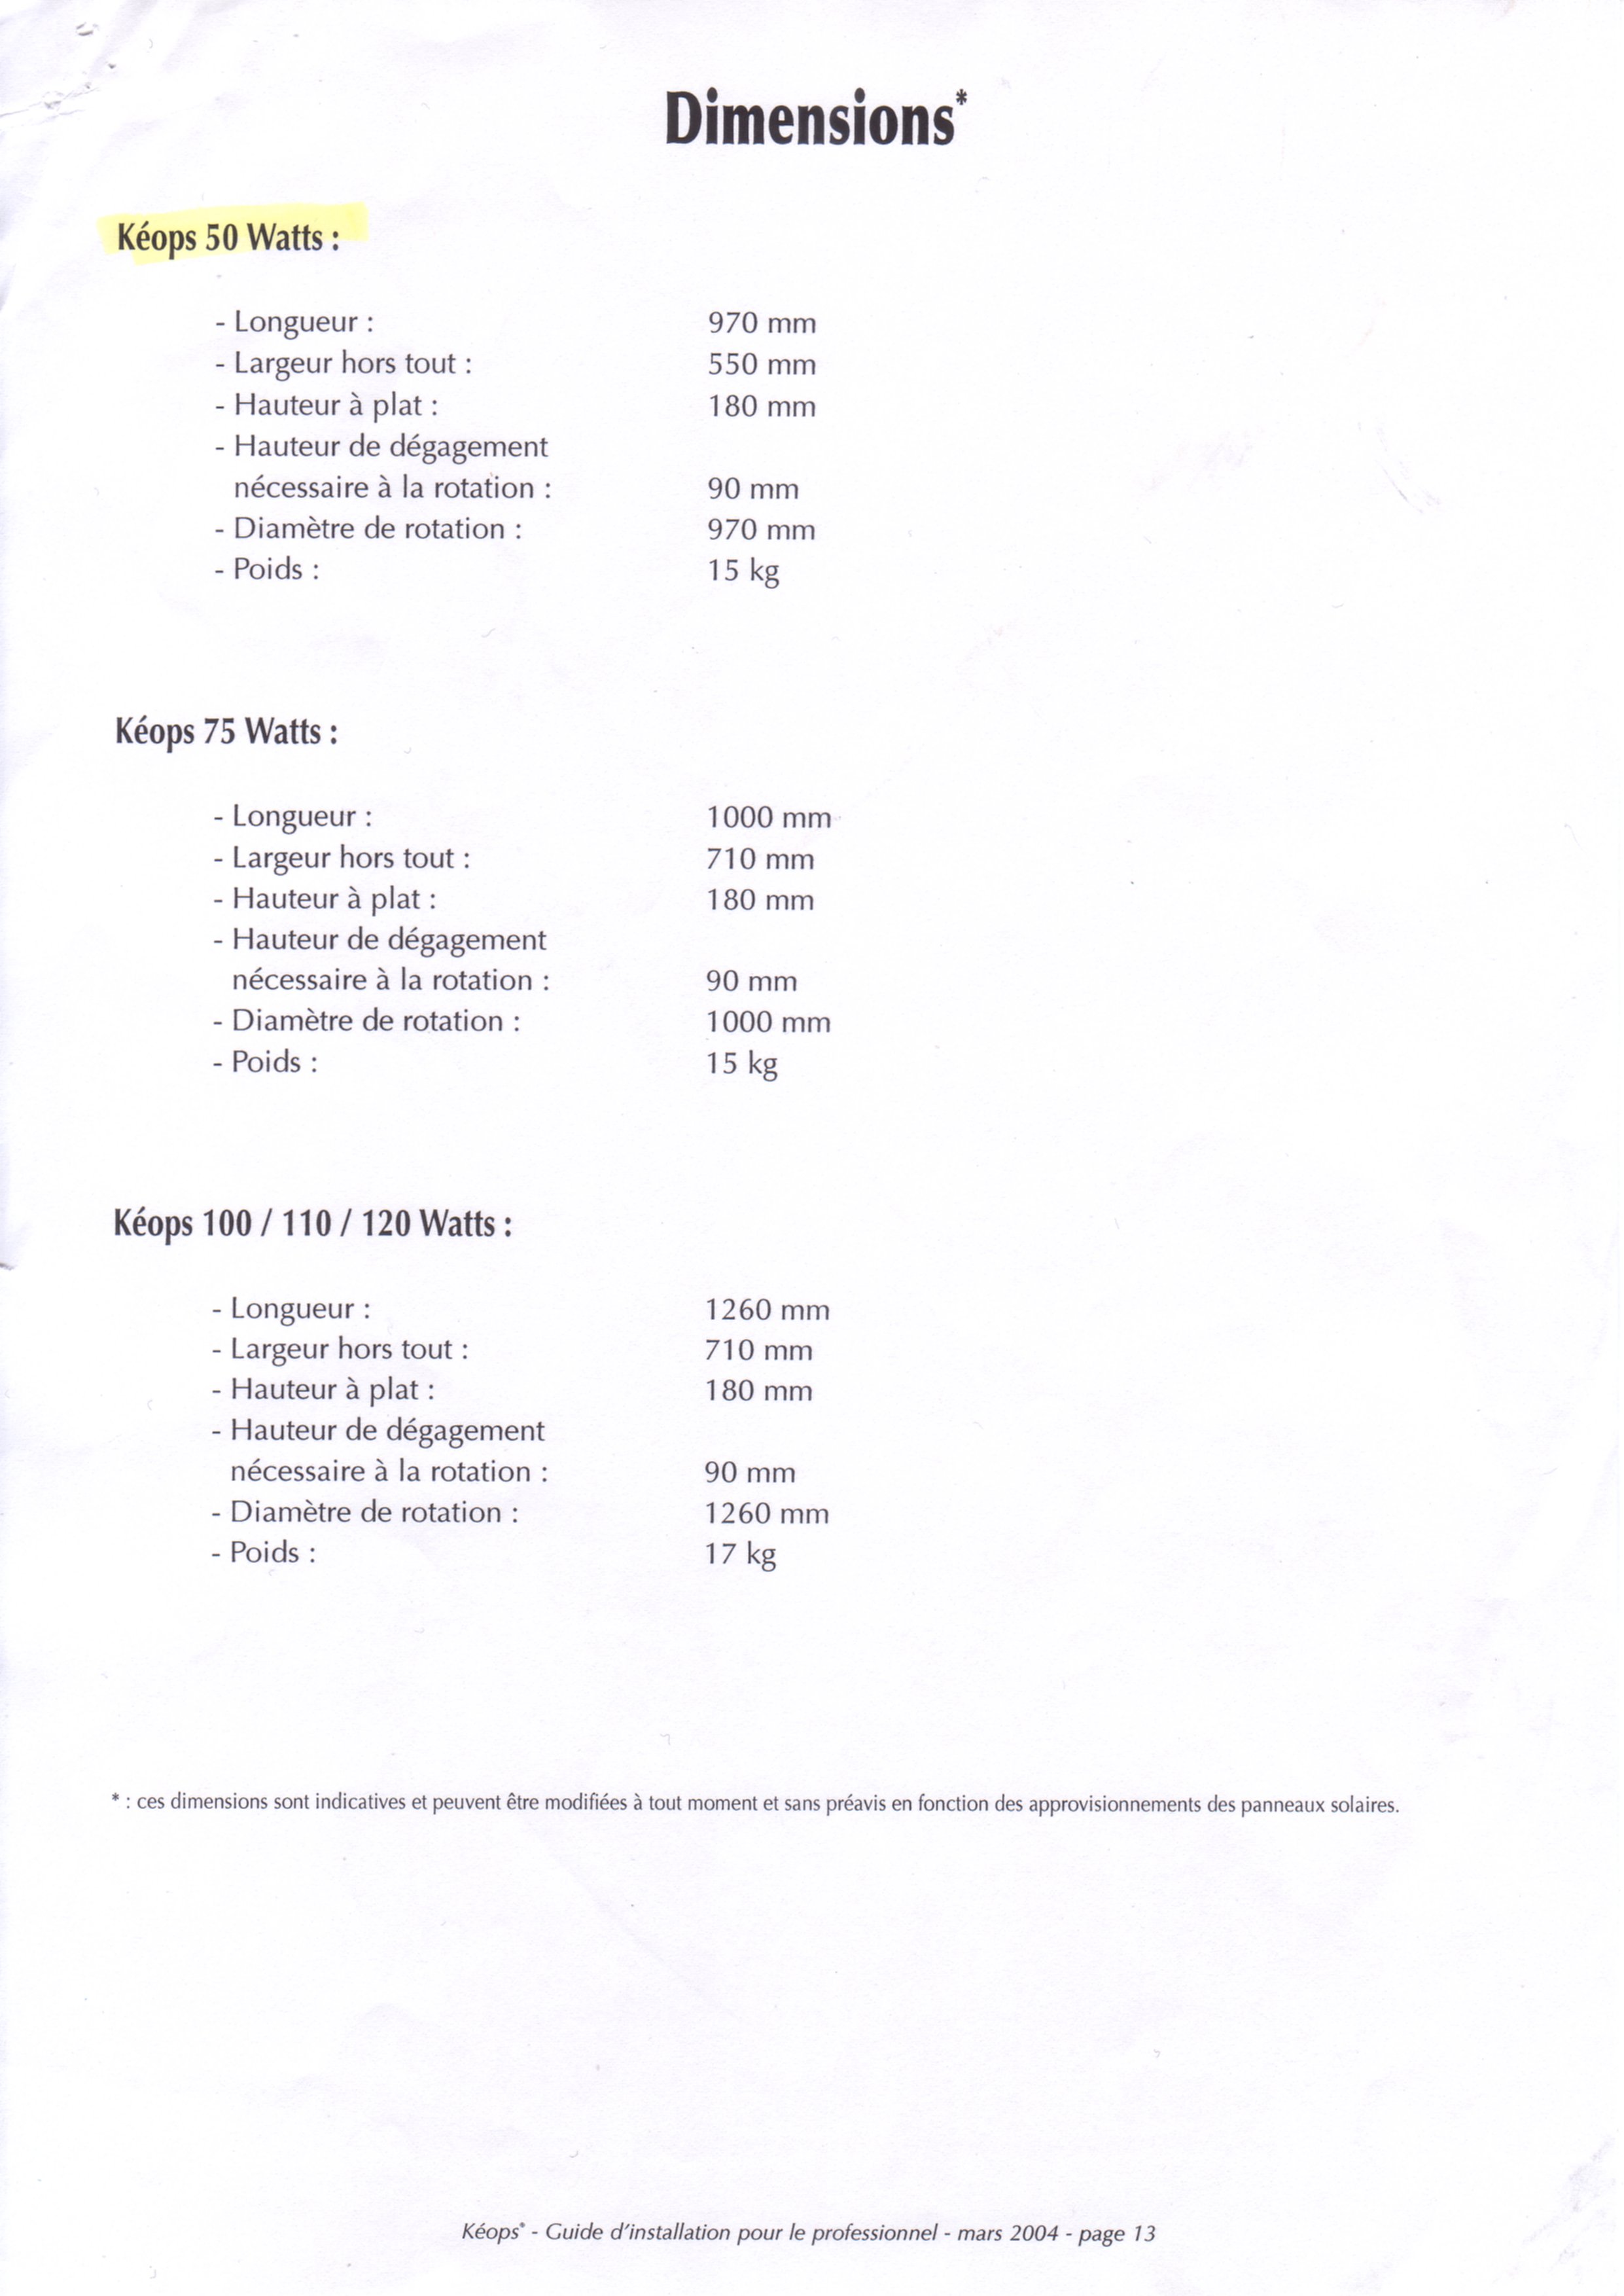 Dimensions*
Kéops 50 Watts :
- Longueur : 970 mm
- Largeur hors tout : 550 mm
- Hauteur à plat : 180 mm
- Hauteur de dégagement
nécessaire à la rotation : 90 mm
- Diamètre de rotation : 970 mm
- Poids : 15 kg
Kéops 75 Watts :
- Longueur : 1000 mm
- Largeur hors tout : 710 mm
- Hauteur à plat : 180 mm
- Hauteur de dégagement
nécessaire à la rotation : 90 mm
- Diamètre de rotation : 1000 mm
- Poids : 15 kg
Kéops 100 / 110 / 120 Watts :
- Longueur : 1260 mm
- Largeur hors tout : 710 mm
- Hauteur à plat : 180 mm
- Hauteur de dégagement
nécessaire à la rotation : 90 mm
- Diamètre de rotation : 1260 mm
- Poids : 17 kg
* : ces dimensions sont indicatives et peuvent être modifiées à tout moment et sans préavis en fonction des approvisionnements des panneaux solaires.
Kéops* - Guide d'installation pour le professionnel - mars 2004 - page 13